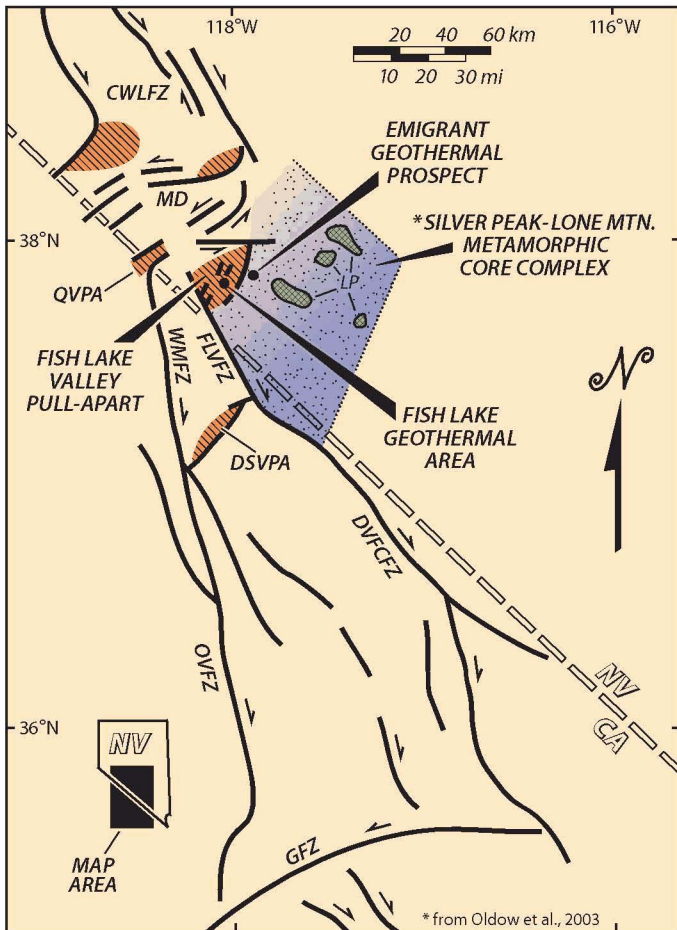 118°W
116°W
20 40 60 km
10 20 30 mi
CWLFZ
EMIGRANT
GEOTHERMAL
PROSPECT
MD
*SILVER PEAK-LONE MTN.
METAMORPHIC
CORE COMPLEX
38°N
LP
QVPA
WMFZ
FLVFZ
FISH LAKE
VALLEY
PULL-APART
N
FISH LAKE
GEOTHERMAL
AREA
DSVPA
DVFCFZ
OVFZ
NV
CA
36°N
NV
MAP
AREA
GFZ
* from Oldow et al., 2003